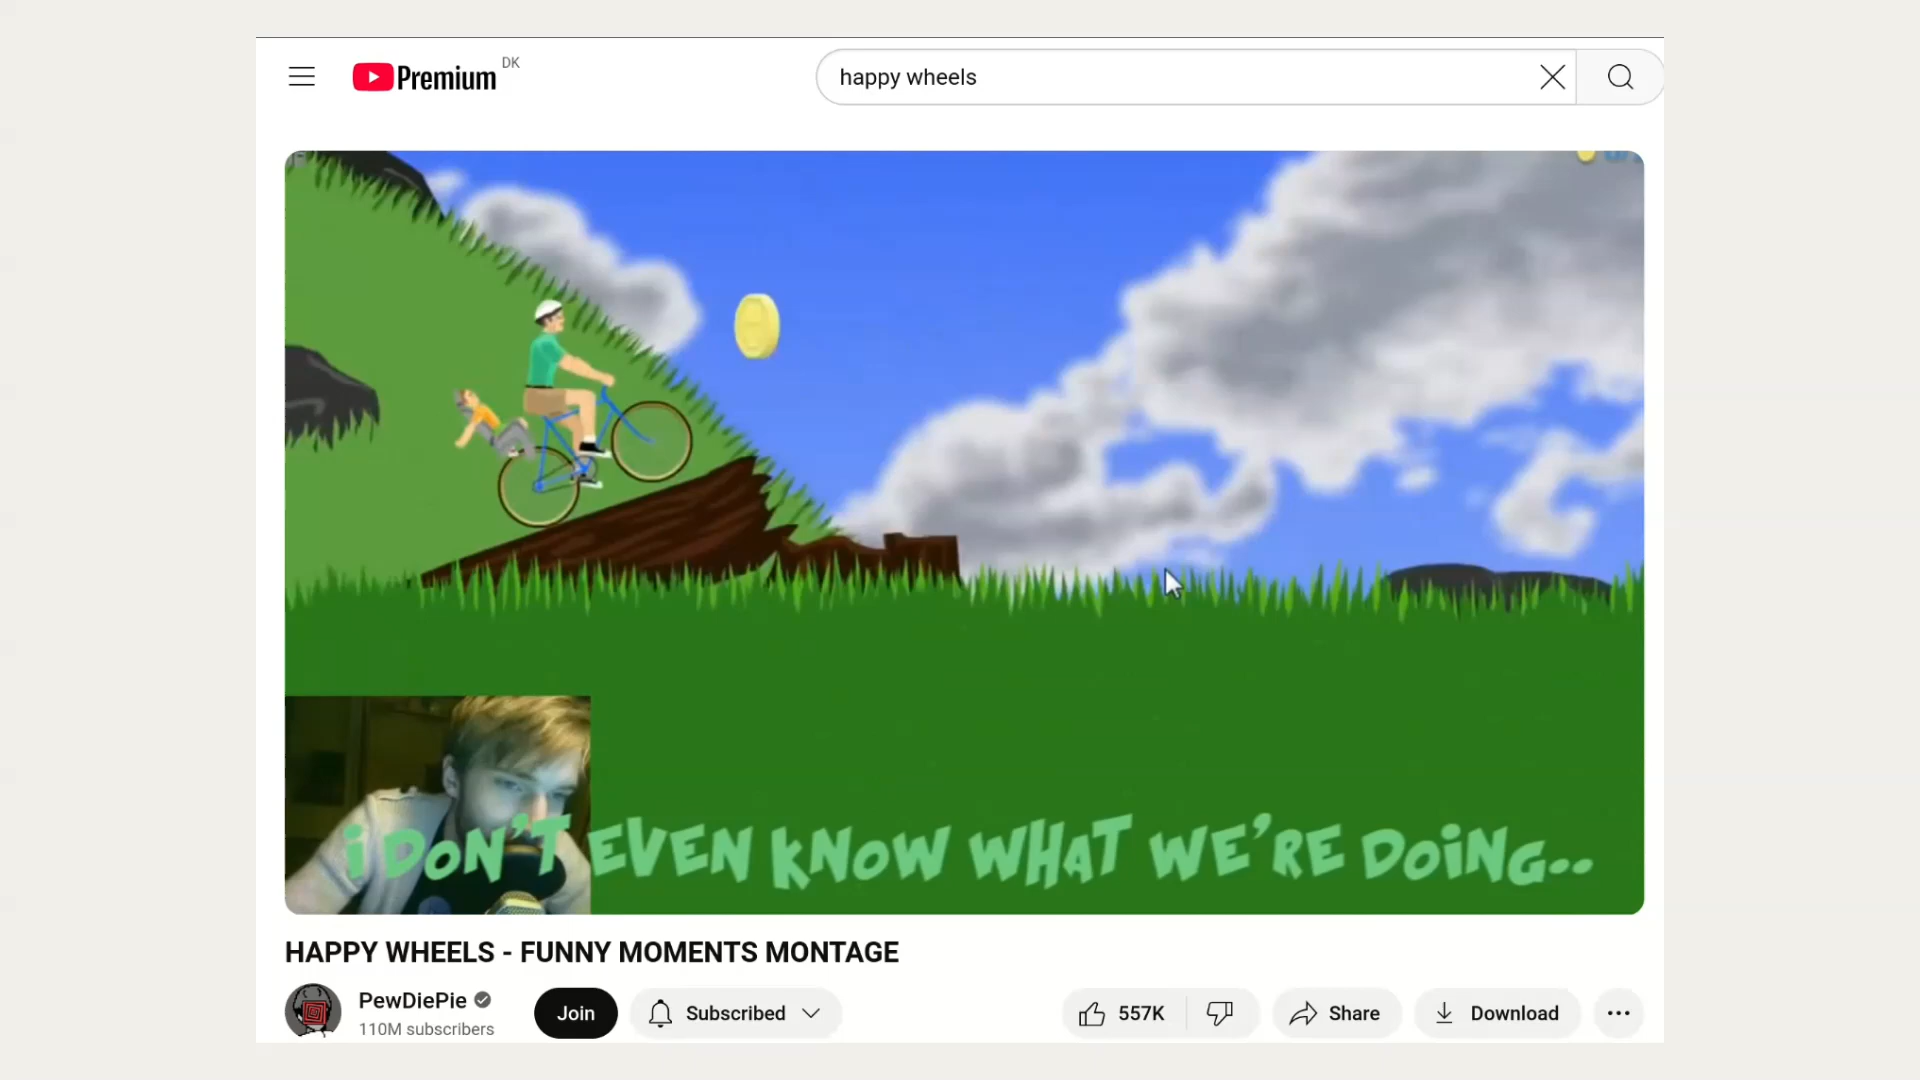 Premium DK
happy wheels
i DON'T EVEN KNOW WHAT WE'RE DOiNG..
HAPPY WHEELS - FUNNY MOMENTS MONTAGE
PewDiePie
110M subscribers
Join
Subscribed
557K
Share
Download